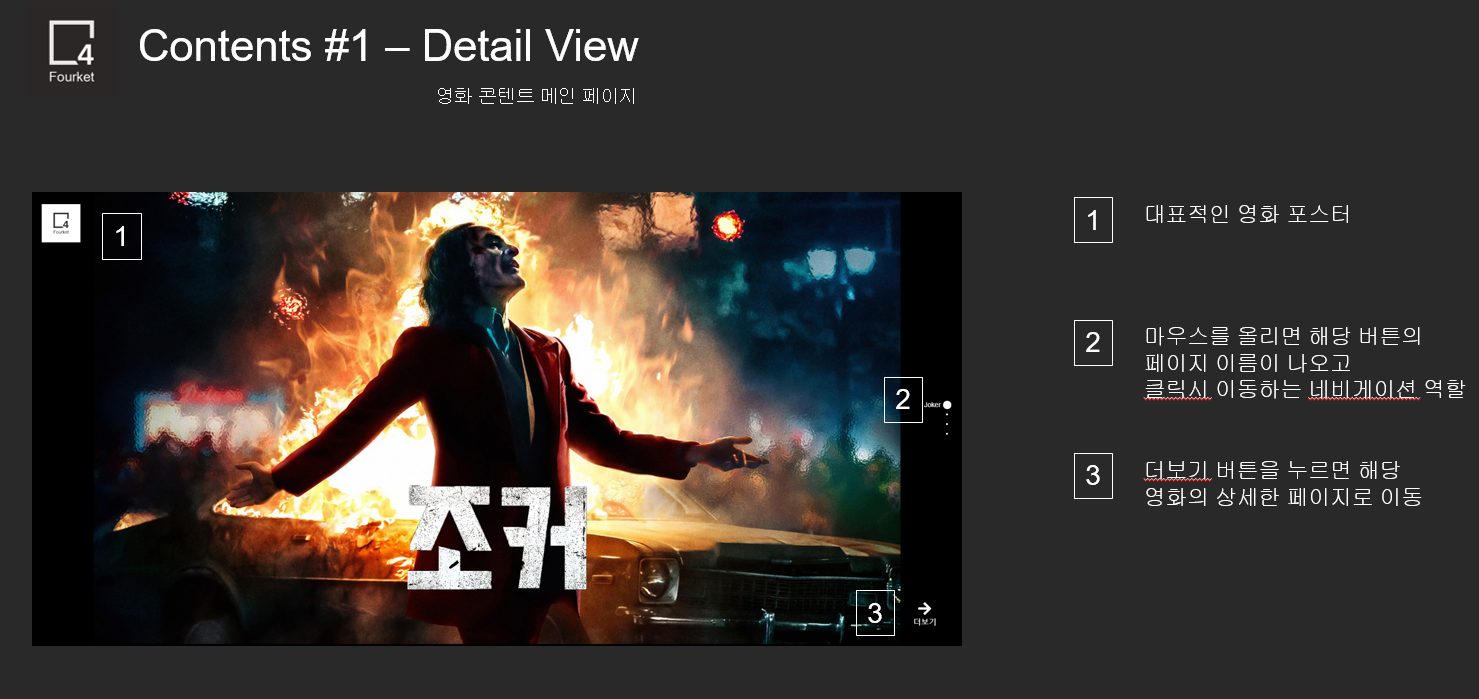 4
Fourket
Contents #1 – Detail View
영화 콘텐트 메인 페이지
4
Fourket
1
2
Joker
조커
3
더보기
1
대표적인 영화 포스터
2
마우스를 올리면 해당 버튼의
페이지 이름이 나오고
클릭시 이동하는 네비게이션 역할
3
더보기 버튼을 누르면 해당
영화의 상세한 페이지로 이동